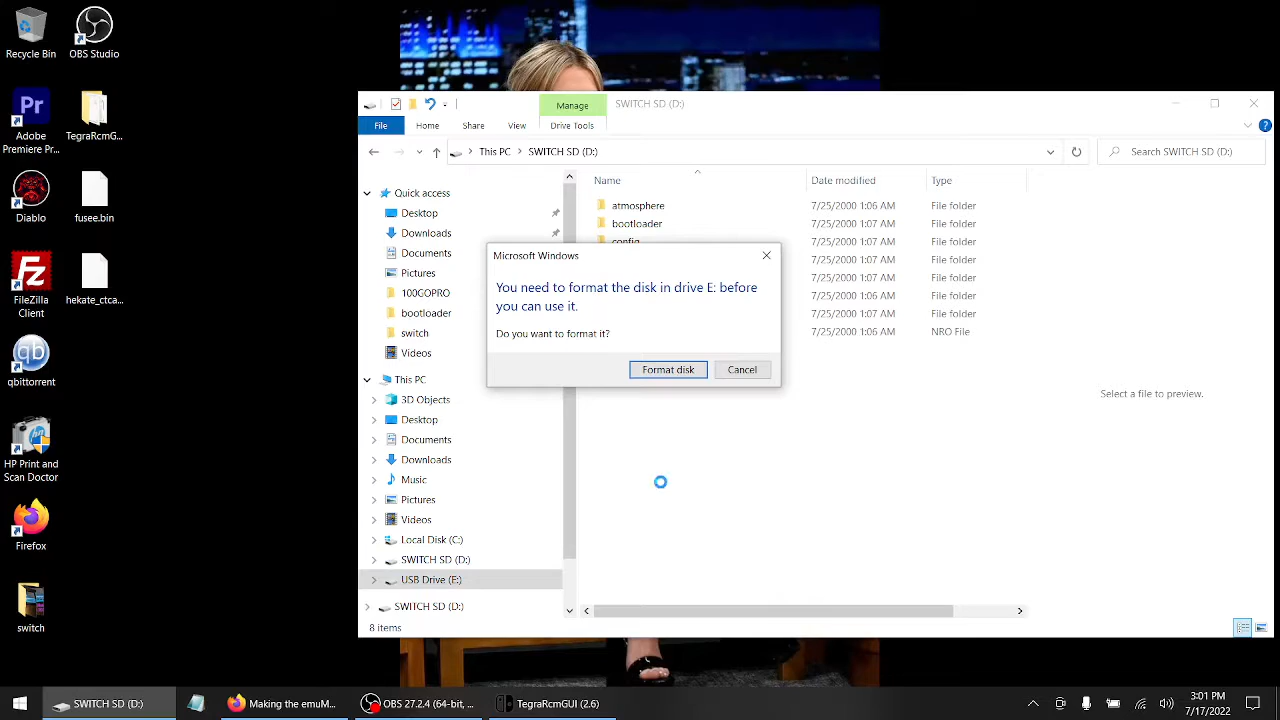 Recycle Bin
OBS Studio
Adobe
Premiere Pr...
TegraRcmG...
Diablo
fusee.bin
FileZilla
Client
hekate_ctca...
qbittorrent
HP Print and
Scan Doctor
Firefox
switch
Manage
SWITCH SD (D:)
File
Home
Share
View
Drive Tools
This PC
SWITCH SD (D:)
Search SWITCH SD (D:)
Quick access
Desktop
Downloads
Documents
Pictures
100GOPRO
bootloader
switch
Videos
This PC
3D Objects
Desktop
Documents
Downloads
Music
Pictures
Videos
Local Disk (C:)
SWITCH SD (D:)
USB Drive (E:)
SWITCH SD (D:)
Name
Date modified
Type
atmosphere
7/25/2000 1:06 AM
File folder
bootloader
7/25/2000 1:07 AM
File folder
config
7/25/2000 1:07 AM
File folder
7/25/2000 1:07 AM
File folder
7/25/2000 1:07 AM
File folder
7/25/2000 1:06 AM
File folder
7/25/2000 1:07 AM
File folder
7/25/2000 1:06 AM
NRO File
Microsoft Windows
You need to format the disk in drive E: before
you can use it.
Do you want to format it?
Format disk
Cancel
Select a file to preview.
8 items
SWITCH SD (D:)
Making the emuM...
OBS 27.2.4 (64-bit, ...
TegraRcmGUI (2.6)
3:01 PM
7/17/2022